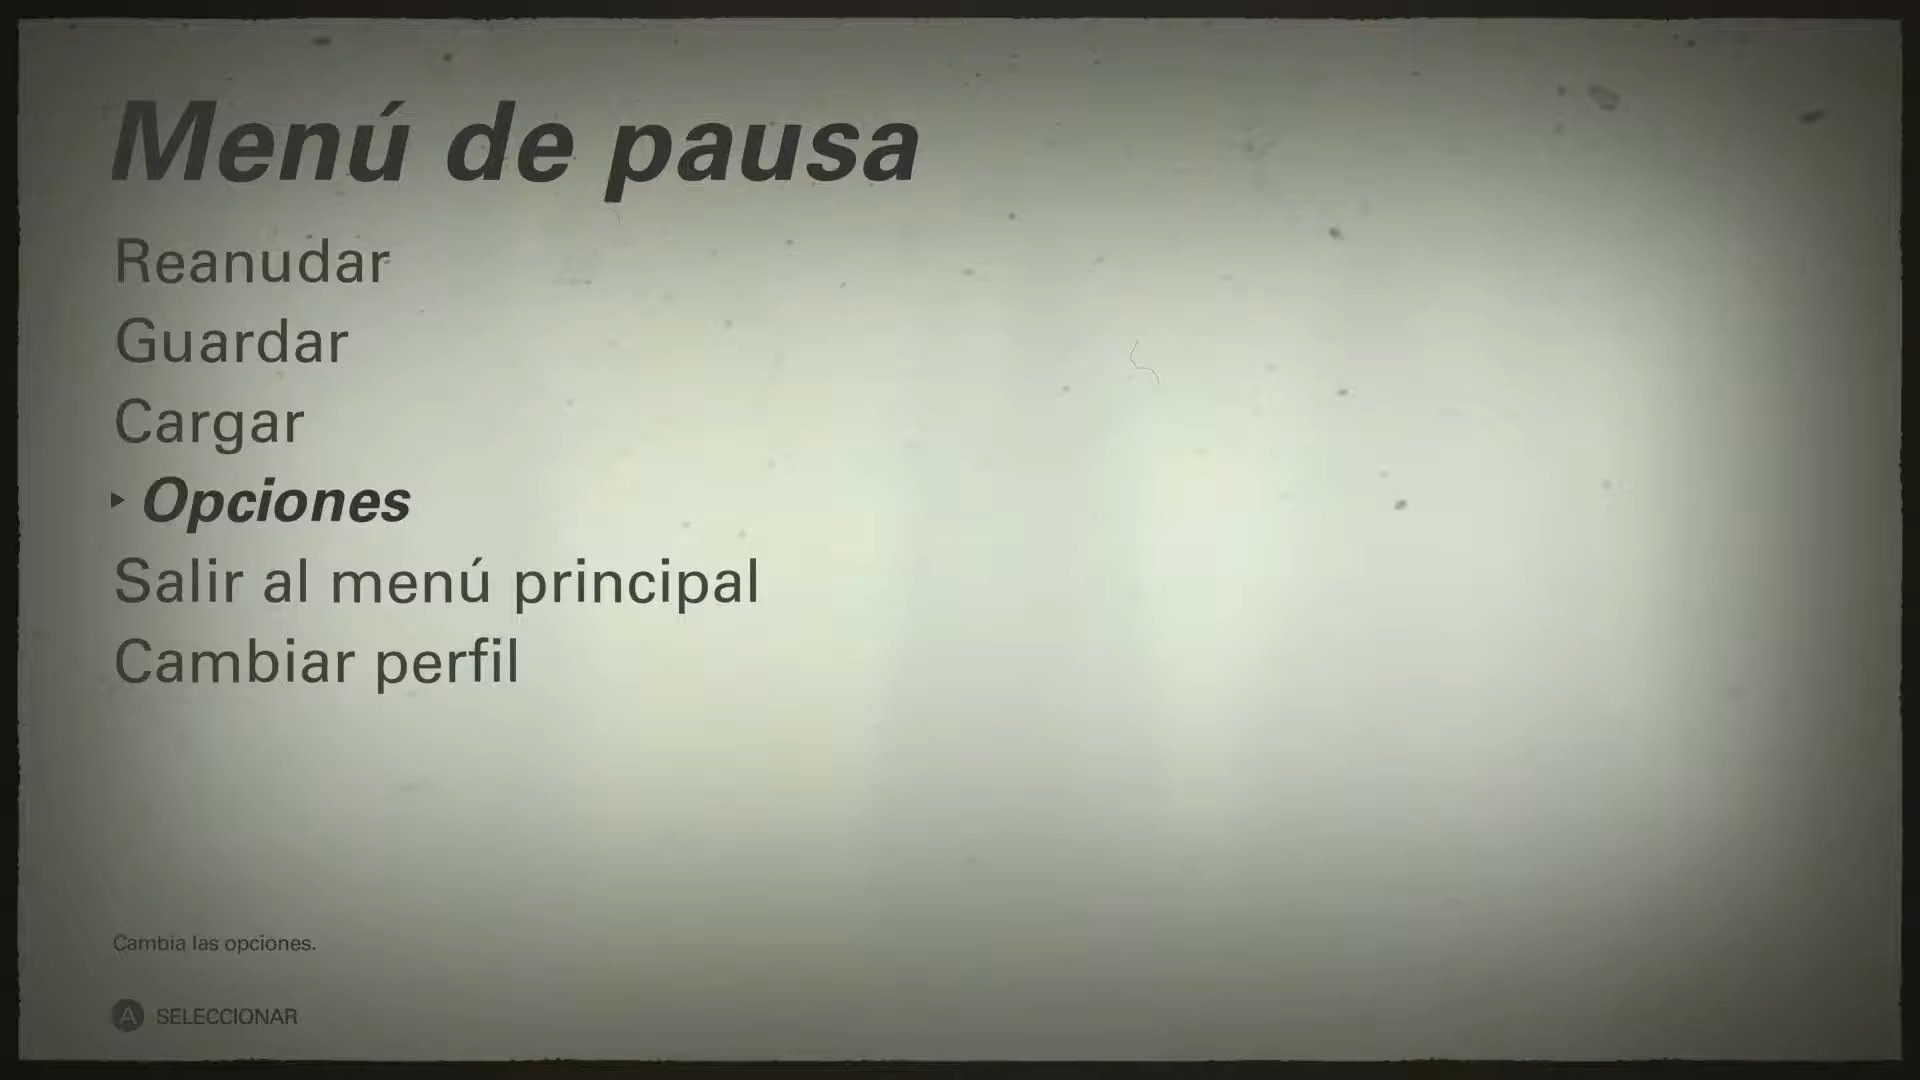 Menú de pausa
Reanudar
Guardar
Cargar
Opciones
Salir al menú principal
Cambiar perfil
Cambia las opciones.
A SELECCIONAR